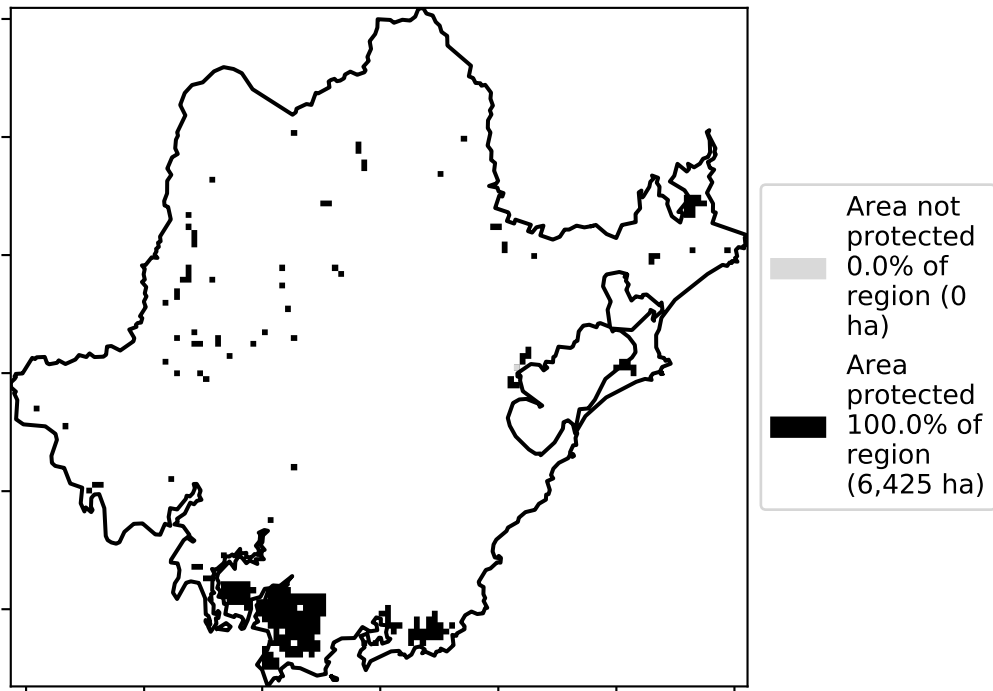 Area not
protected
0.0% of
region (0
ha)
Area
protected
100.0% of
region
(6,425 ha)